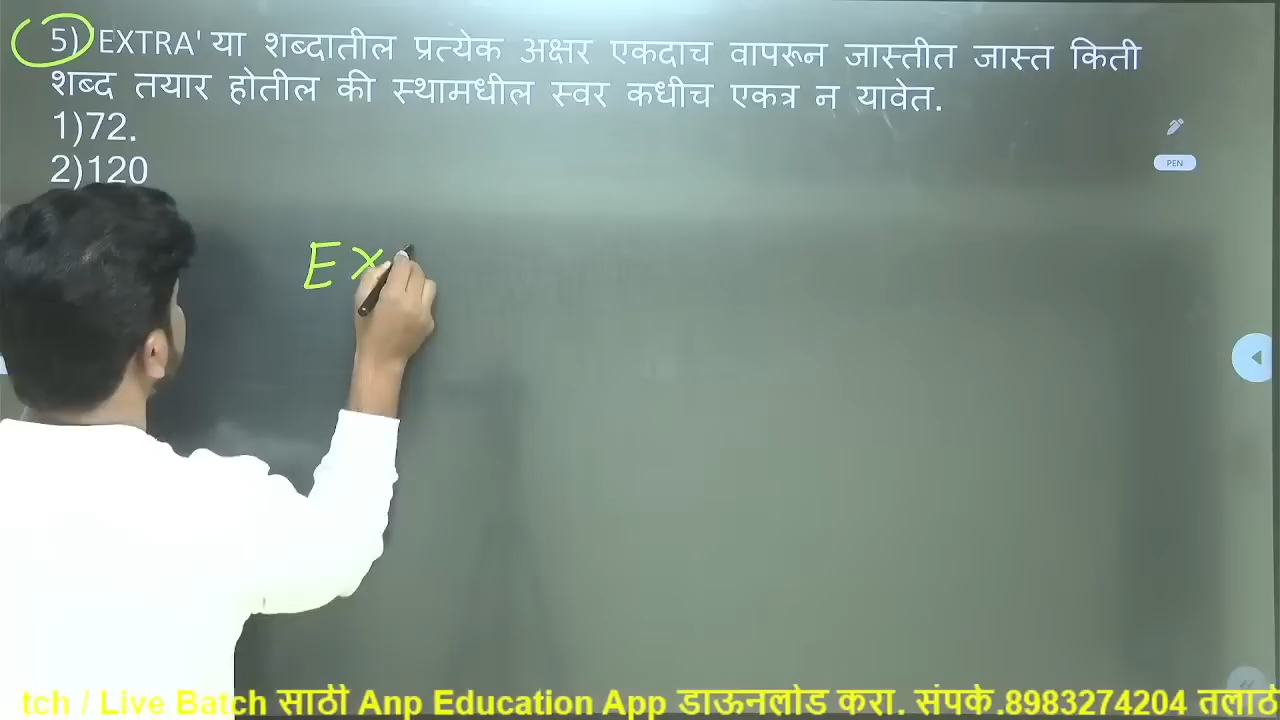 5) 'EXTRA' या शब्दातील प्रत्येक अक्षर एकदाच वापरून जास्तीत जास्त किती
शब्द तयार होतील की स्थामधील स्वर कधीच एकत्र न यावेत.
1)72.
2)120
PEN
EX
tch / Live Batch साठी Anp Education App डाऊनलोड करा. संपर्क.8983274204 तलाठी